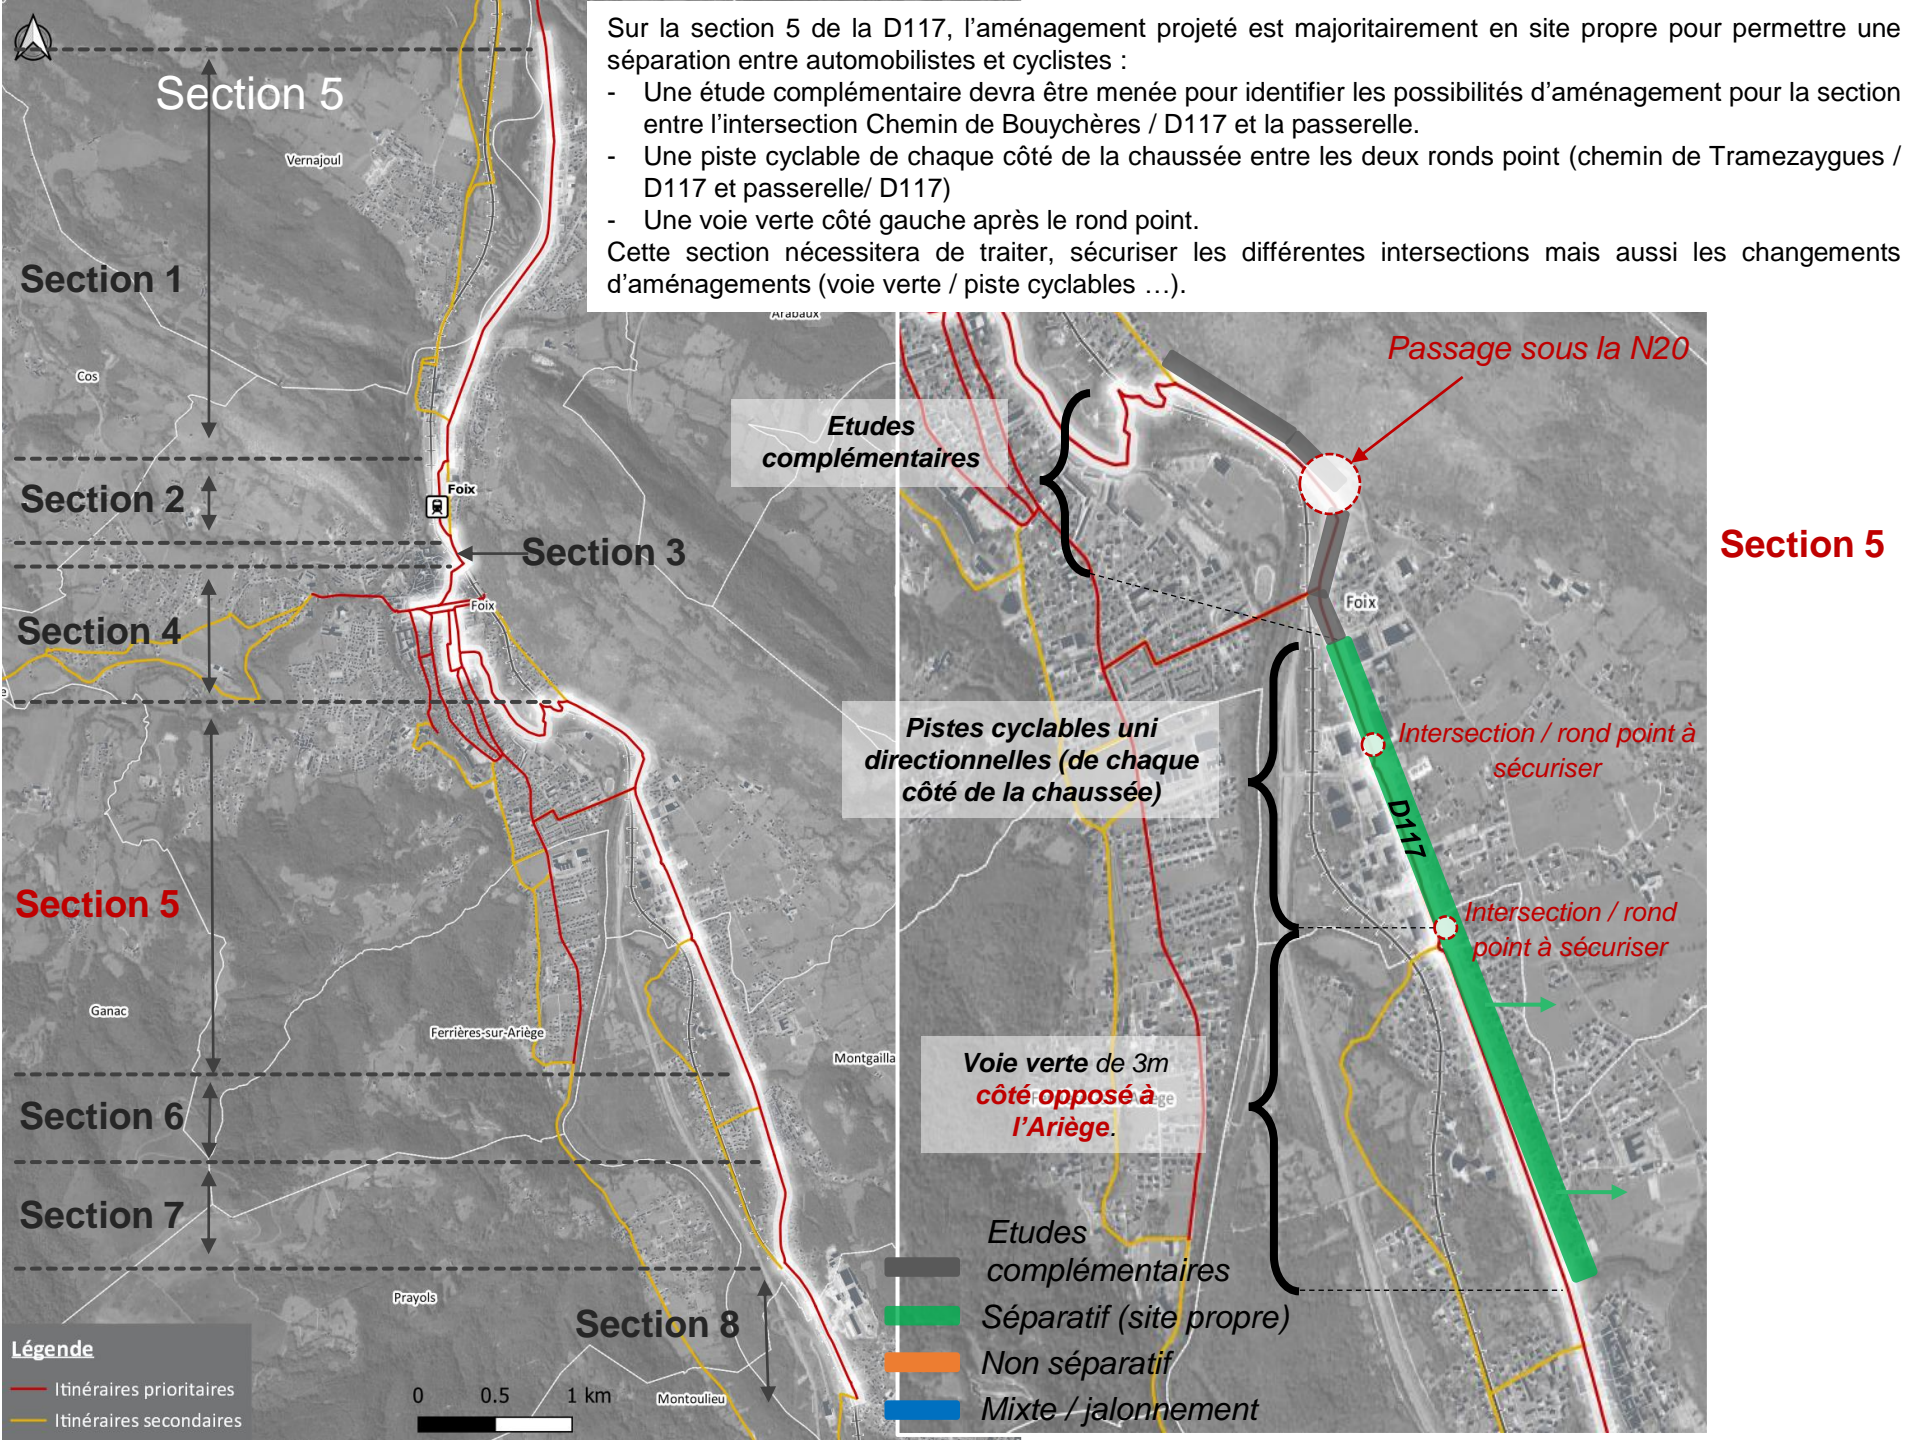 Sur la section 5 de la D117, l’aménagement projeté est majoritairement en site propre pour permettre une
séparation entre automobilistes et cyclistes :
- Une étude complémentaire devra être menée pour identifier les possibilités d’aménagement pour la section
entre l’intersection Chemin de Bouychères / D117 et la passerelle.
- Une piste cyclable de chaque côté de la chaussée entre les deux ronds point (chemin de Tramezaygues /
D117 et passerelle/ D117)
- Une voie verte côté gauche après le rond point.
Cette section nécessitera de traiter, sécuriser les différentes intersections mais aussi les changements
d’aménagements (voie verte / piste cyclables …).
Section 5
Vernajoul
Section 1
Cos
Arabaux
Section 2
Foix
Section 3
Section 4
Foix
Section 5
Ganac
Ferrières-sur-Ariège
Montgailla
Section 6
Section 7
Prayols
Section 8
Montoulieu
Légende
Itinéraires prioritaires
Itinéraires secondaires
0 0.5 1 km
Passage sous la N20
Etudes
complémentaires
Section 5
Foix
Pistes cyclables uni
directionnelles (de chaque
côté de la chaussée)
Intersection / rond point à
sécuriser
D117
Intersection / rond
point à sécuriser
Voie verte de 3m
côté opposé à
l’Ariège.
Etudes
complémentaires
Séparatif (site propre)
Non séparatif
Mixte / jalonnement